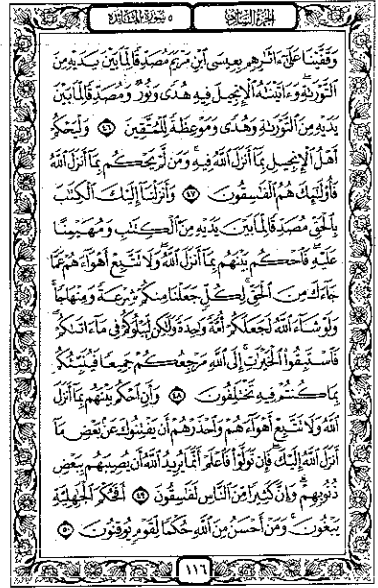 الجزء السادس ٥ سورة المائدة
وَقَفَّيْنَا عَلَىٰٓ ءَاثَٰرِهِم بِعِيسَى ٱبْنِ مَرْيَمَ مُصَدِّقًا لِّمَا بَيْنَ يَدَيْهِ مِنَ
ٱلتَّوْرَىٰةِ وَءَاتَيْنَٰهُ ٱلْإِنجِيلَ فِيهِ هُدًى وَنُورٌ وَمُصَدِّقًا لِّمَا بَيْنَ
يَدَيْهِ مِنَ ٱلتَّوْرَىٰةِ وَهُدًى وَمَوْعِظَةً لِّلْمُتَّقِينَ ٤٦ وَلْيَحْكُمْ
أَهْلُ ٱلْإِنجِيلِ بِمَآ أَنزَلَ ٱللَّهُ فِيهِ وَمَن لَّمْ يَحْكُم بِمَآ أَنزَلَ ٱللَّهُ
فَأُو۟لَٰٓئِكَ هُمُ ٱلْفَٰسِقُونَ ٤٧ وَأَنزَلْنَآ إِلَيْكَ ٱلْكِتَٰبَ
بِٱلْحَقِّ مُصَدِّقًا لِّمَا بَيْنَ يَدَيْهِ مِنَ ٱلْكِتَٰبِ وَمُهَيْمِنًا
عَلَيْهِ فَٱحْكُم بَيْنَهُم بِمَآ أَنزَلَ ٱللَّهُ وَلَا تَتَّبِعْ أَهْوَآءَهُمْ عَمَّا
جَآءَكَ مِنَ ٱلْحَقِّ لِكُلٍّ جَعَلْنَا مِنكُمْ شِرْعَةً وَمِنْهَاجًا
وَلَوْ شَآءَ ٱللَّهُ لَجَعَلَكُمْ أُمَّةً وَٰحِدَةً وَلَٰكِن لِّيَبْلُوَكُمْ فِى مَآ ءَاتَىٰكُمْ
فَٱسْتَبِقُوا۟ ٱلْخَيْرَٰتِ إِلَى ٱللَّهِ مَرْجِعُكُمْ جَمِيعًا فَيُنَبِّئُكُم
بِمَا كُنتُمْ فِيهِ تَخْتَلِفُونَ ٤٨ وَأَنِ ٱحْكُم بَيْنَهُم بِمَآ أَنزَلَ
ٱللَّهُ وَلَا تَتَّبِعْ أَهْوَآءَهُمْ وَٱحْذَرْهُمْ أَن يَفْتِنُوكَ عَنۢ بَعْضِ مَآ
أَنزَلَ ٱللَّهُ إِلَيْكَ فَإِن تَوَلَّوْا۟ فَٱعْلَمْ أَنَّمَا يُرِيدُ ٱللَّهُ أَن يُصِيبَهُم بِبَعْضِ
ذُنُوبِهِمْ وَإِنَّ كَثِيرًا مِّنَ ٱلنَّاسِ لَفَٰسِقُونَ ٤٩ أَفَحُكْمَ ٱلْجَٰهِلِيَّةِ
يَبْغُونَ وَمَنْ أَحْسَنُ مِنَ ٱللَّهِ حُكْمًا لِّقَوْمٍ يُوقِنُونَ ٥٠
١١٦